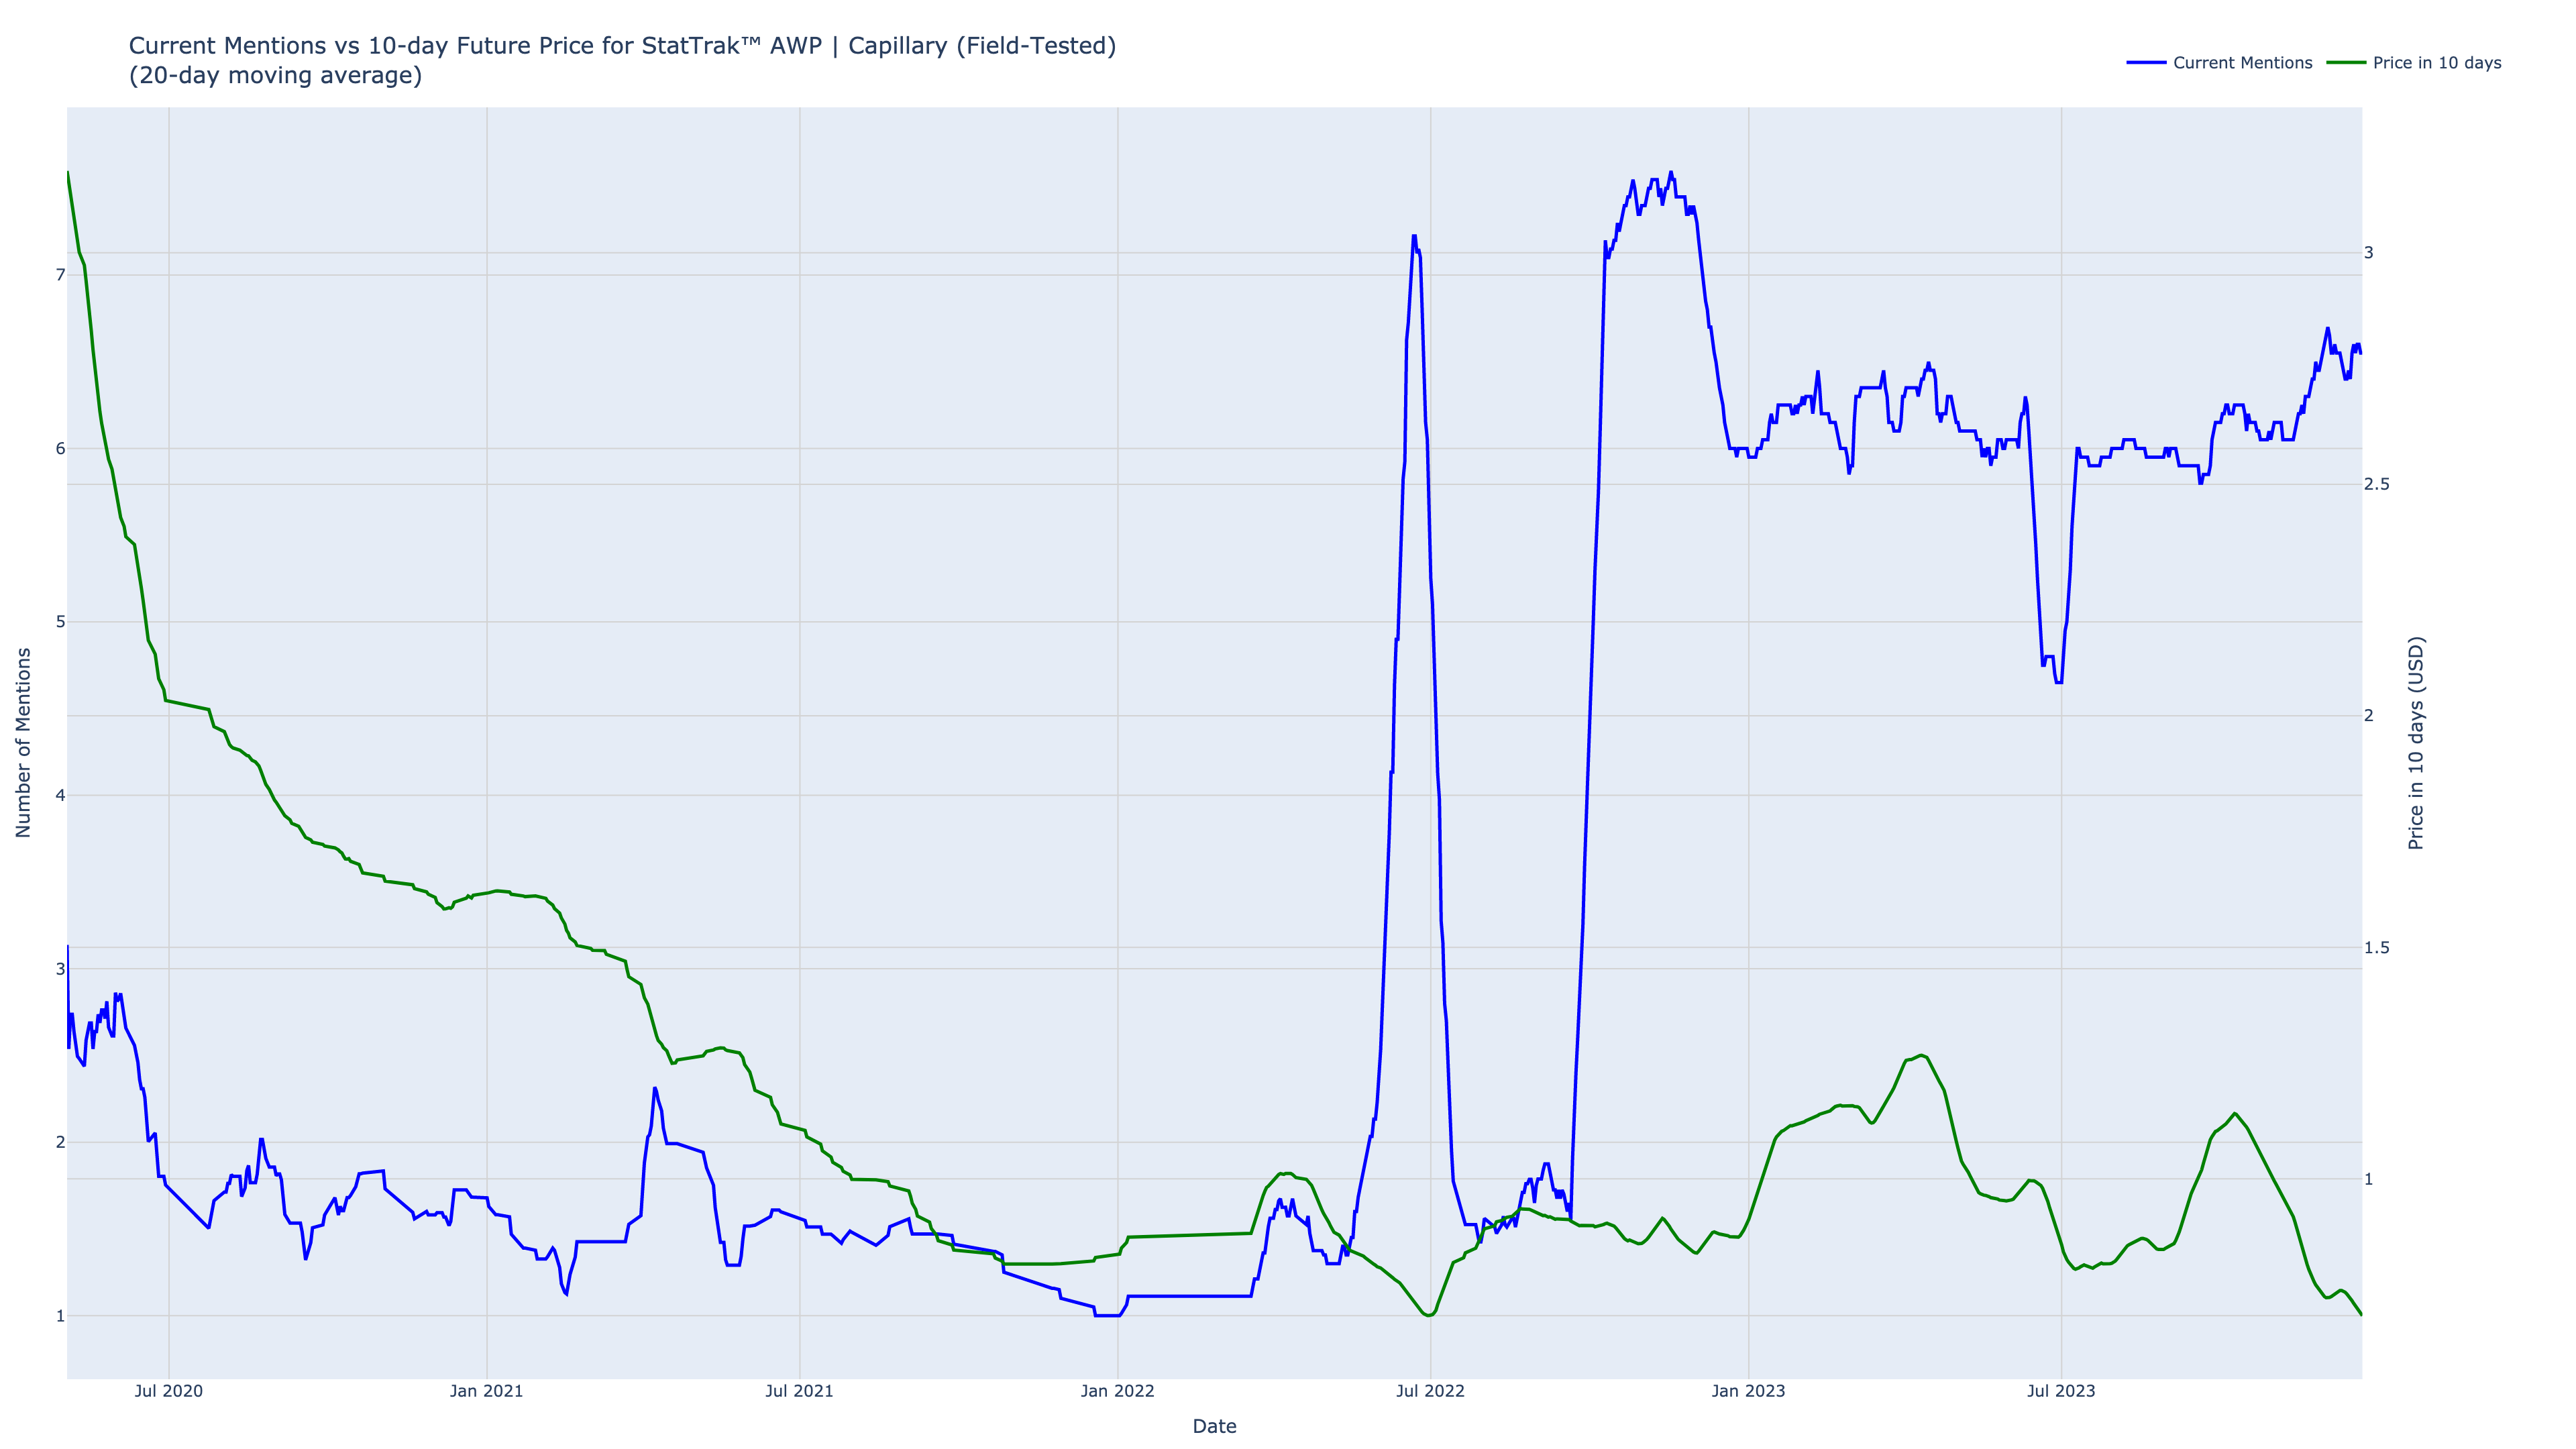 Current Mentions vs 10-day Future Price for StatTrak™ AWP | Capillary (Field-Tested)
(20-day moving average)
Current Mentions
Price in 10 days
7
6
5
4
3
2
1
Number of Mentions
3
2.5
2
1.5
1
Price in 10 days (USD)
Jul 2020
Jan 2021
Jul 2021
Jan 2022
Jul 2022
Jan 2023
Jul 2023
Date